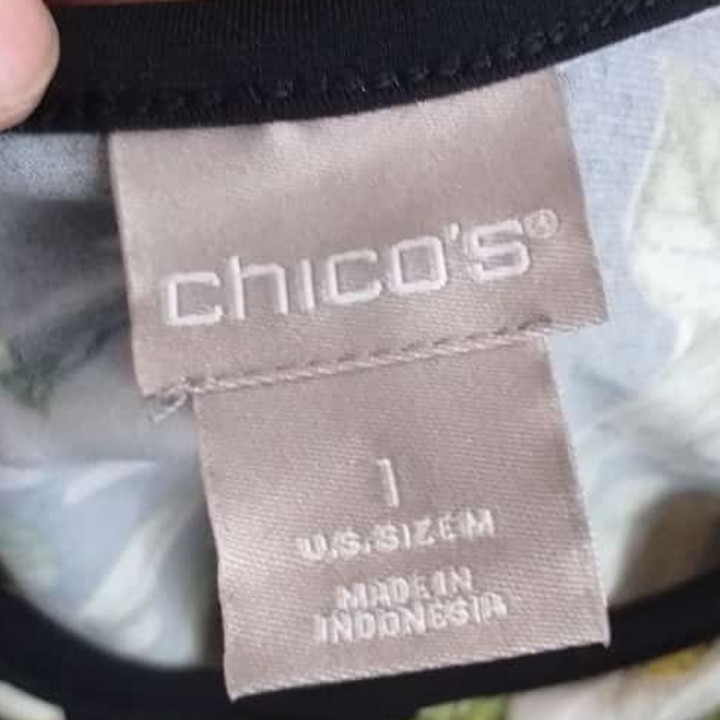 chico's®
1
U.S. SIZE M
MADE IN
INDONESIA